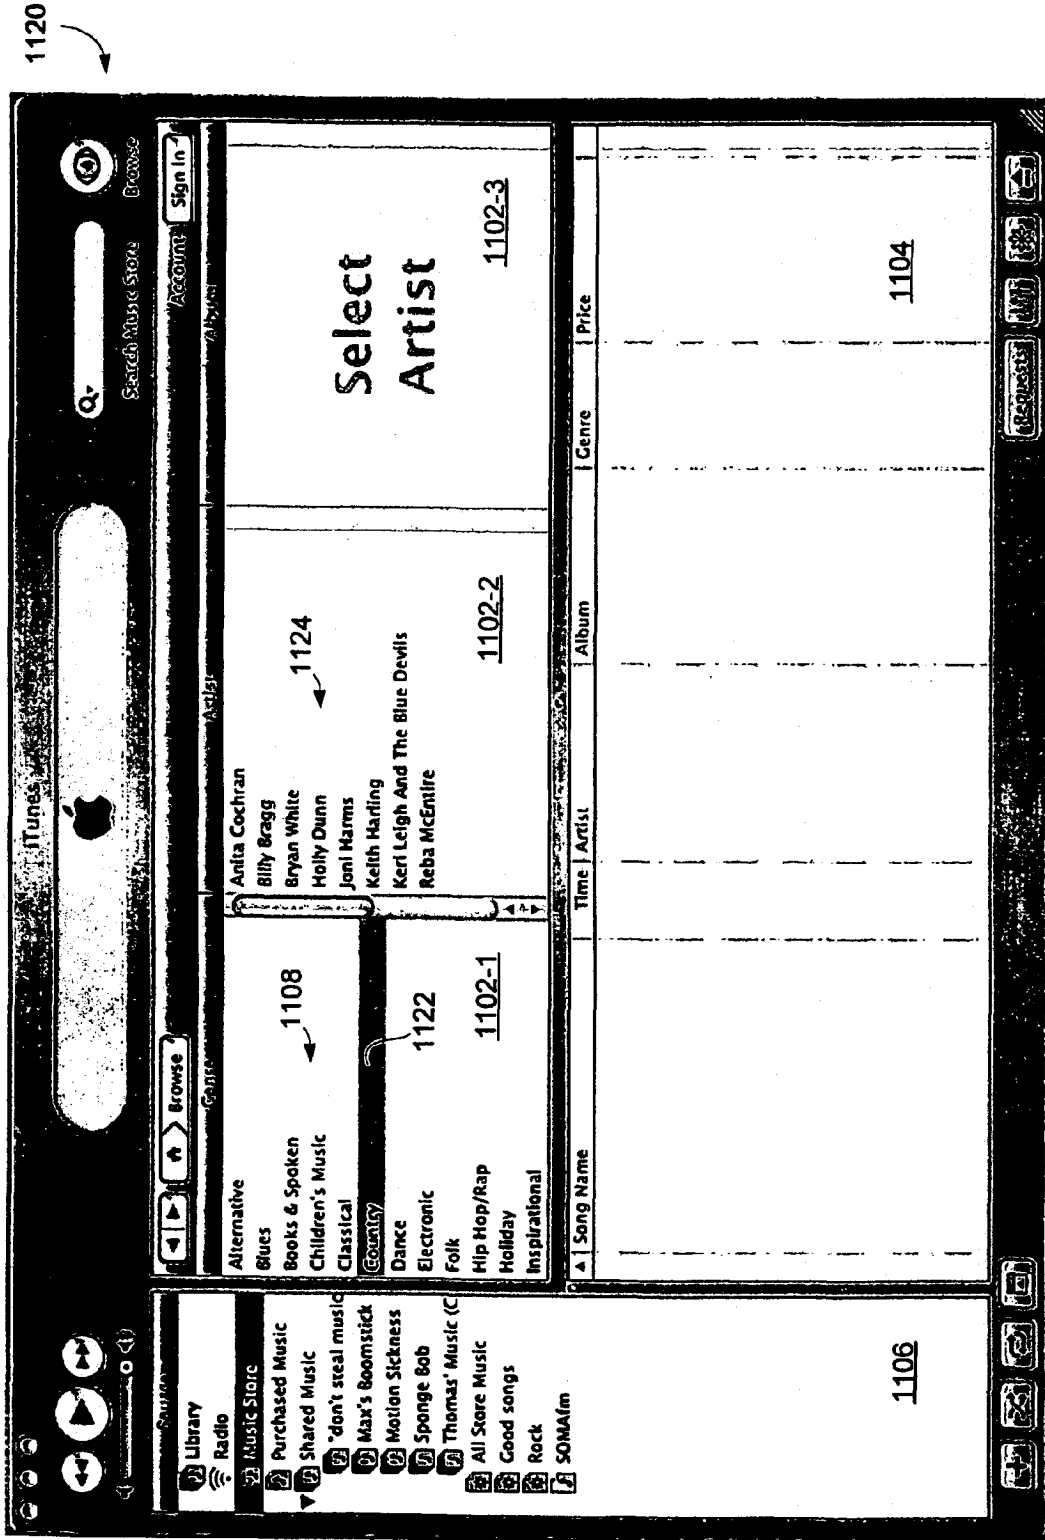 1120
iTunes
Search Music Store
Browse
Browse
Account
Sign In
Source
Library
Radio
Music Store
Purchased Music
Shared Music
"don't steal music
Max's Boomstick
Motion Sickness
Sponge Bob
Thomas' Music (C
All Score Music
Good songs
Rock
SOMAfm
1106
Genre
Alternative
Blues
Books & Spoken
Children's Music
Classical
Country
Dance
Electronic
Folk
Hip Hop/Rap
Holiday
Inspirational
1108
1122
1102-1
Artist
Anita Cochran
Billy Bragg
Bryan White
Holly Dunn
Joni Harms
Keith Harling
Keri Leigh And The Blue Devils
Reba McEntire
1124
1102-2
Album
Select
Artist
1102-3
Song Name
Time
Artist
Album
Genre
Price
1104
Requests